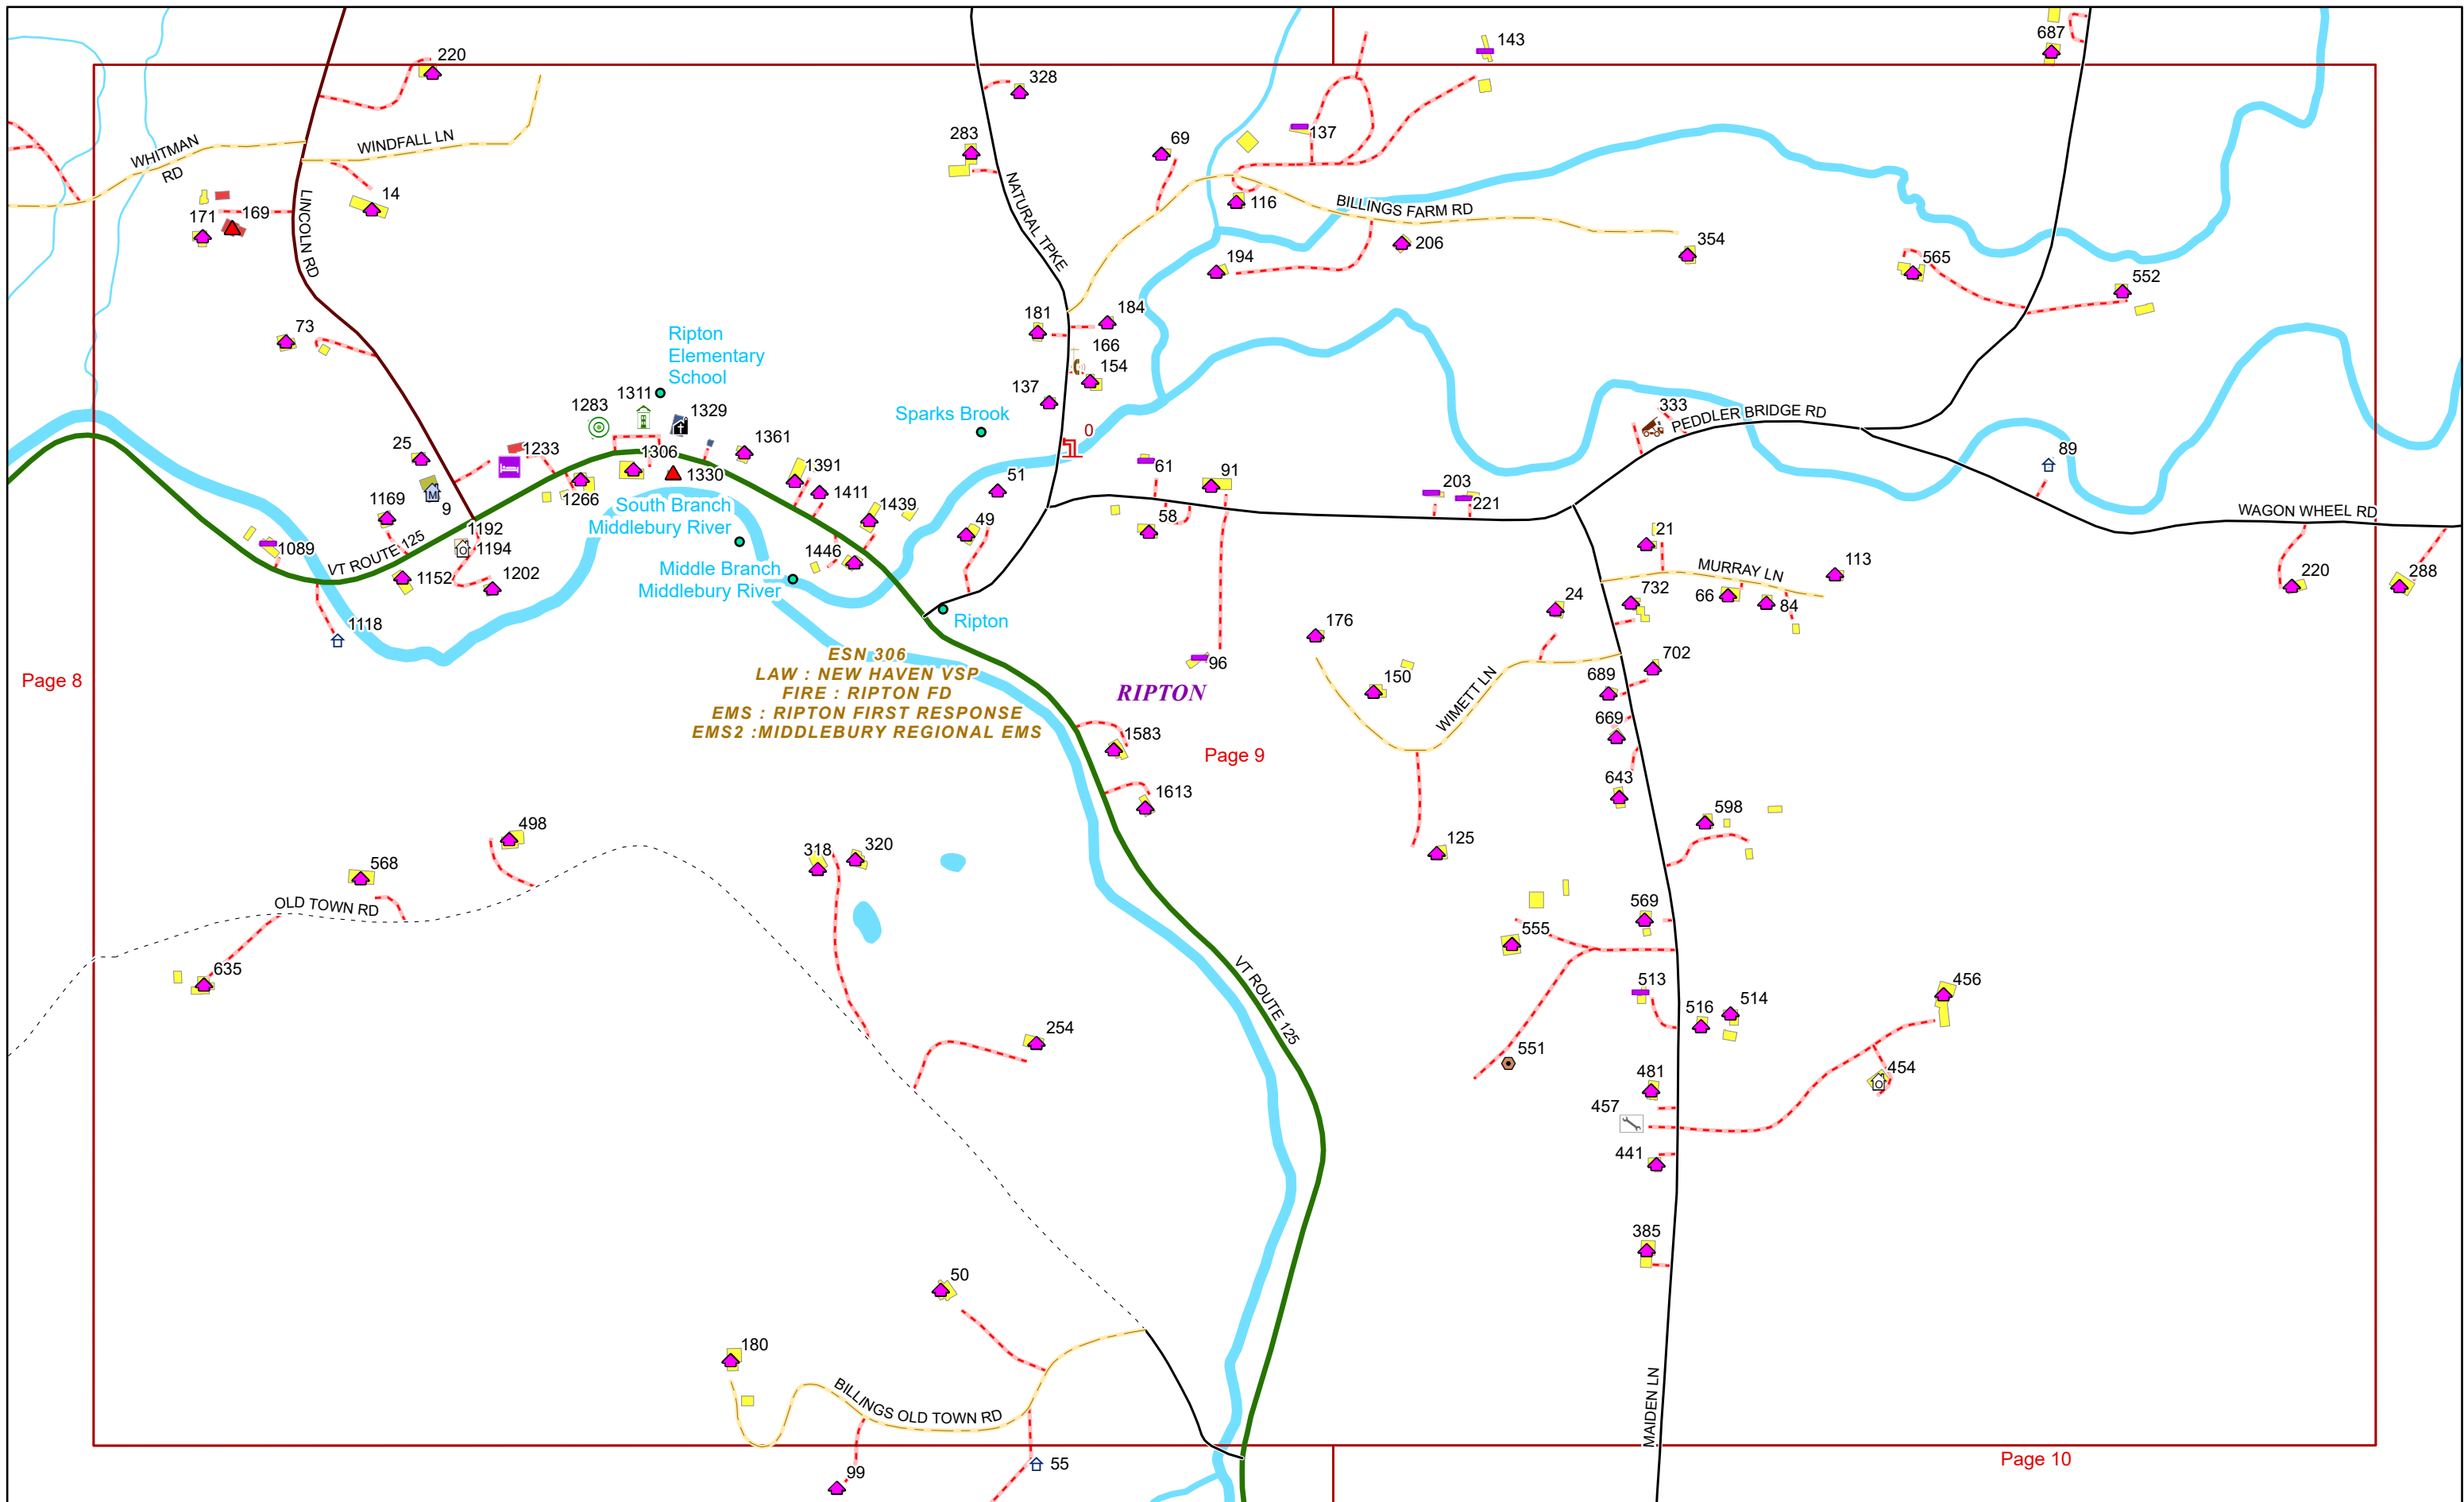 220
328
143
687
WHITMAN
RD
WINDFALL LN
283
69
137
14
171
169
LINCOLN RD
NATURAL TPKE
116
BILLINGS FARM RD
206
354
194
565
552
73
181
184
166
154
137
Ripton
Elementary
School
Sparks Brook
0
1283
1311
1329
1361
1391
1411
1439
1446
25
1233
1306
1330
1266
9
1169
1192
1194
1202
1152
VT ROUTE 125
1089
1118
South Branch
Middlebury River
Middle Branch
Middlebury River
Ripton
51
49
61
91
58
96
203
221
333
PEDDLER BRIDGE RD
89
WAGON WHEEL RD
220
288
21
MURRAY LN
113
732
66
84
24
176
150
WIMETT LN
702
689
669
643
125
598
Page 8
ESN 306
LAW : NEW HAVEN VSP
FIRE : RIPTON FD
EMS : RIPTON FIRST RESPONSE
EMS2 :MIDDLEBURY REGIONAL EMS
RIPTON
Page 9
1583
1613
498
568
OLD TOWN RD
635
318
320
254
VT ROUTE 125
569
555
513
516
514
456
551
454
481
457
441
385
50
180
BILLINGS OLD TOWN RD
99
55
MAIDEN LN
Page 10